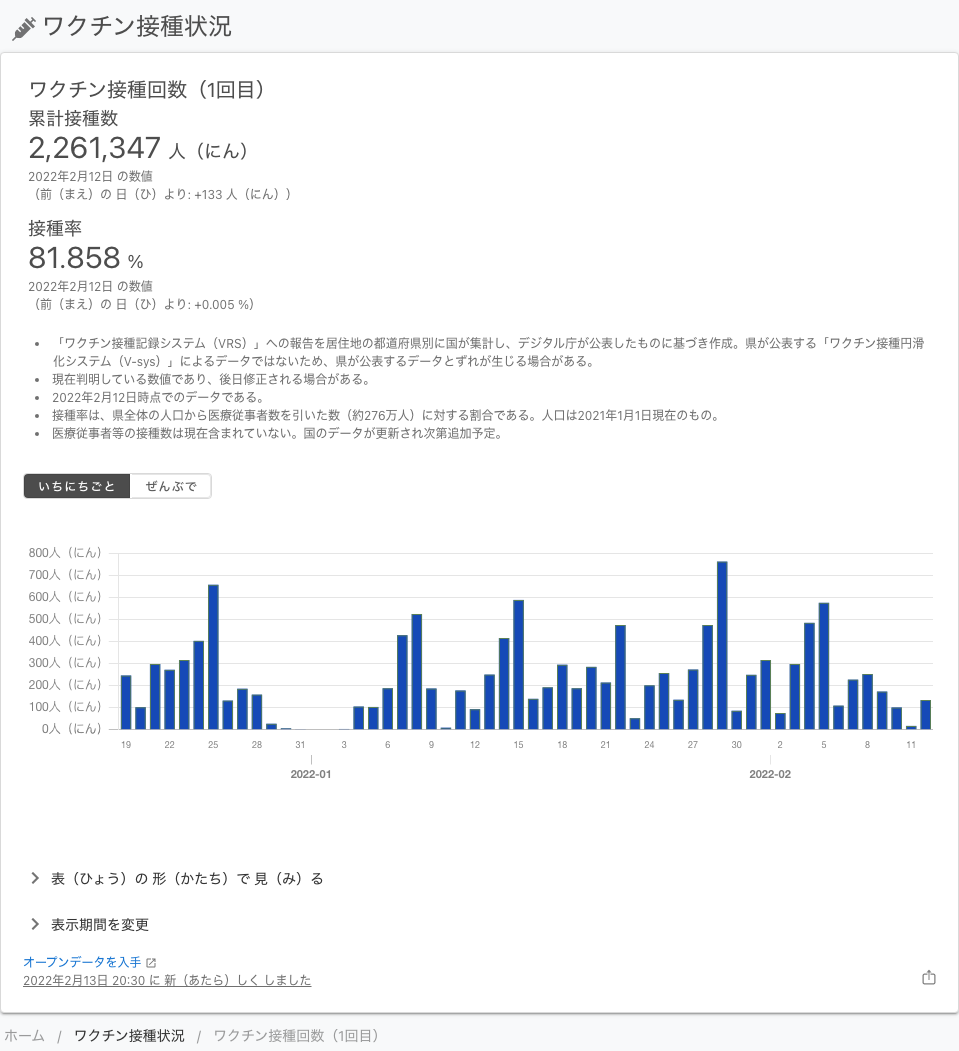 ワクチン接種状況
ワクチン接種回数（1回目）
累計接種数
2,261,347 人（にん）
2022年2月12日 の数値
（前（まえ）の 日（ひ）より: +133 人（にん））
接種率
81.858 %
2022年2月12日 の数値
（前（まえ）の 日（ひ）より: +0.005 %）
• 「ワクチン接種記録システム（VRS）」への報告を居住地の都道府県別に国が集計し、デジタル庁が公表したものに基づき作成。県が公表する「ワクチン接種円滑
化システム（V-sys）」によるデータではないため、県が公表するデータとずれが生じる場合がある。
• 現在判明している数値であり、後日修正される場合がある。
• 2022年2月12日時点でのデータである。
• 接種率は、県全体の人口から医療従事者数を引いた数（約276万人）に対する割合である。人口は2021年1月1日現在のもの。
• 医療従事者等の接種数は現在含まれていない。国のデータが更新され次第追加予定。
いちにちごと ぜんぶで
800人（にん）
700人（にん）
600人（にん）
500人（にん）
400人（にん）
300人（にん）
200人（にん）
100人（にん）
0人（にん）
19 22 25 28 31 3 6 9 12 15 18 21 24 27 30 2 5 8 11
2022-01 2022-02
表（ひょう）の 形（かたち）で 見（み）る
表示期間を変更
オープンデータを入手
2022年2月13日 20:30 に 新（あたら）しく しました
ホーム / ワクチン接種状況 / ワクチン接種回数（1回目）